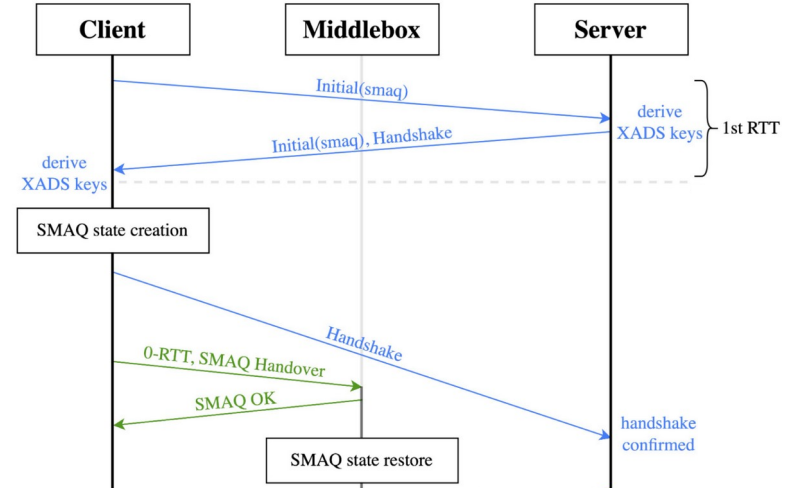 Client
Middlebox
Server
Initial(smaq)
derive
XADS keys
1st RTT
Initial(smaq), Handshake
derive
XADS keys
SMAQ state creation
Handshake
0-RTT, SMAQ Handover
SMAQ OK
handshake
confirmed
SMAQ state restore